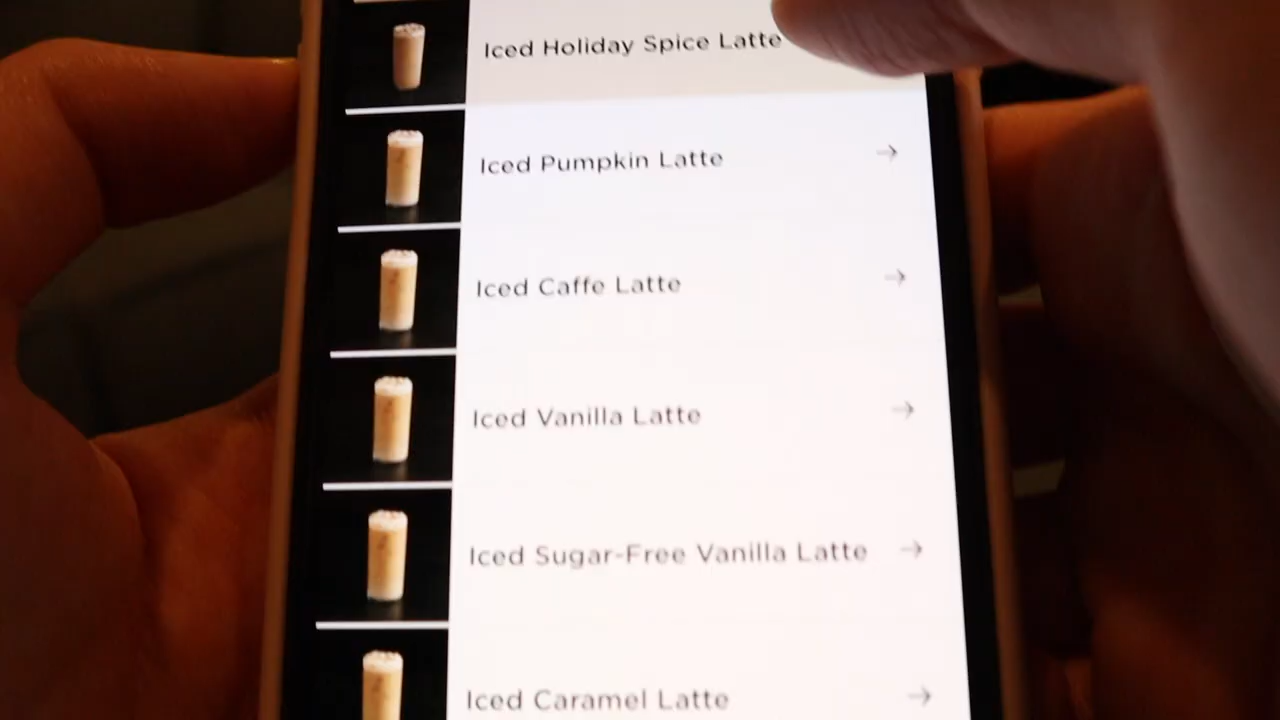 Iced Holiday Spice Latte
Iced Pumpkin Latte
Iced Caffe Latte
Iced Vanilla Latte
Iced Sugar-Free Vanilla Latte
Iced Caramel Latte